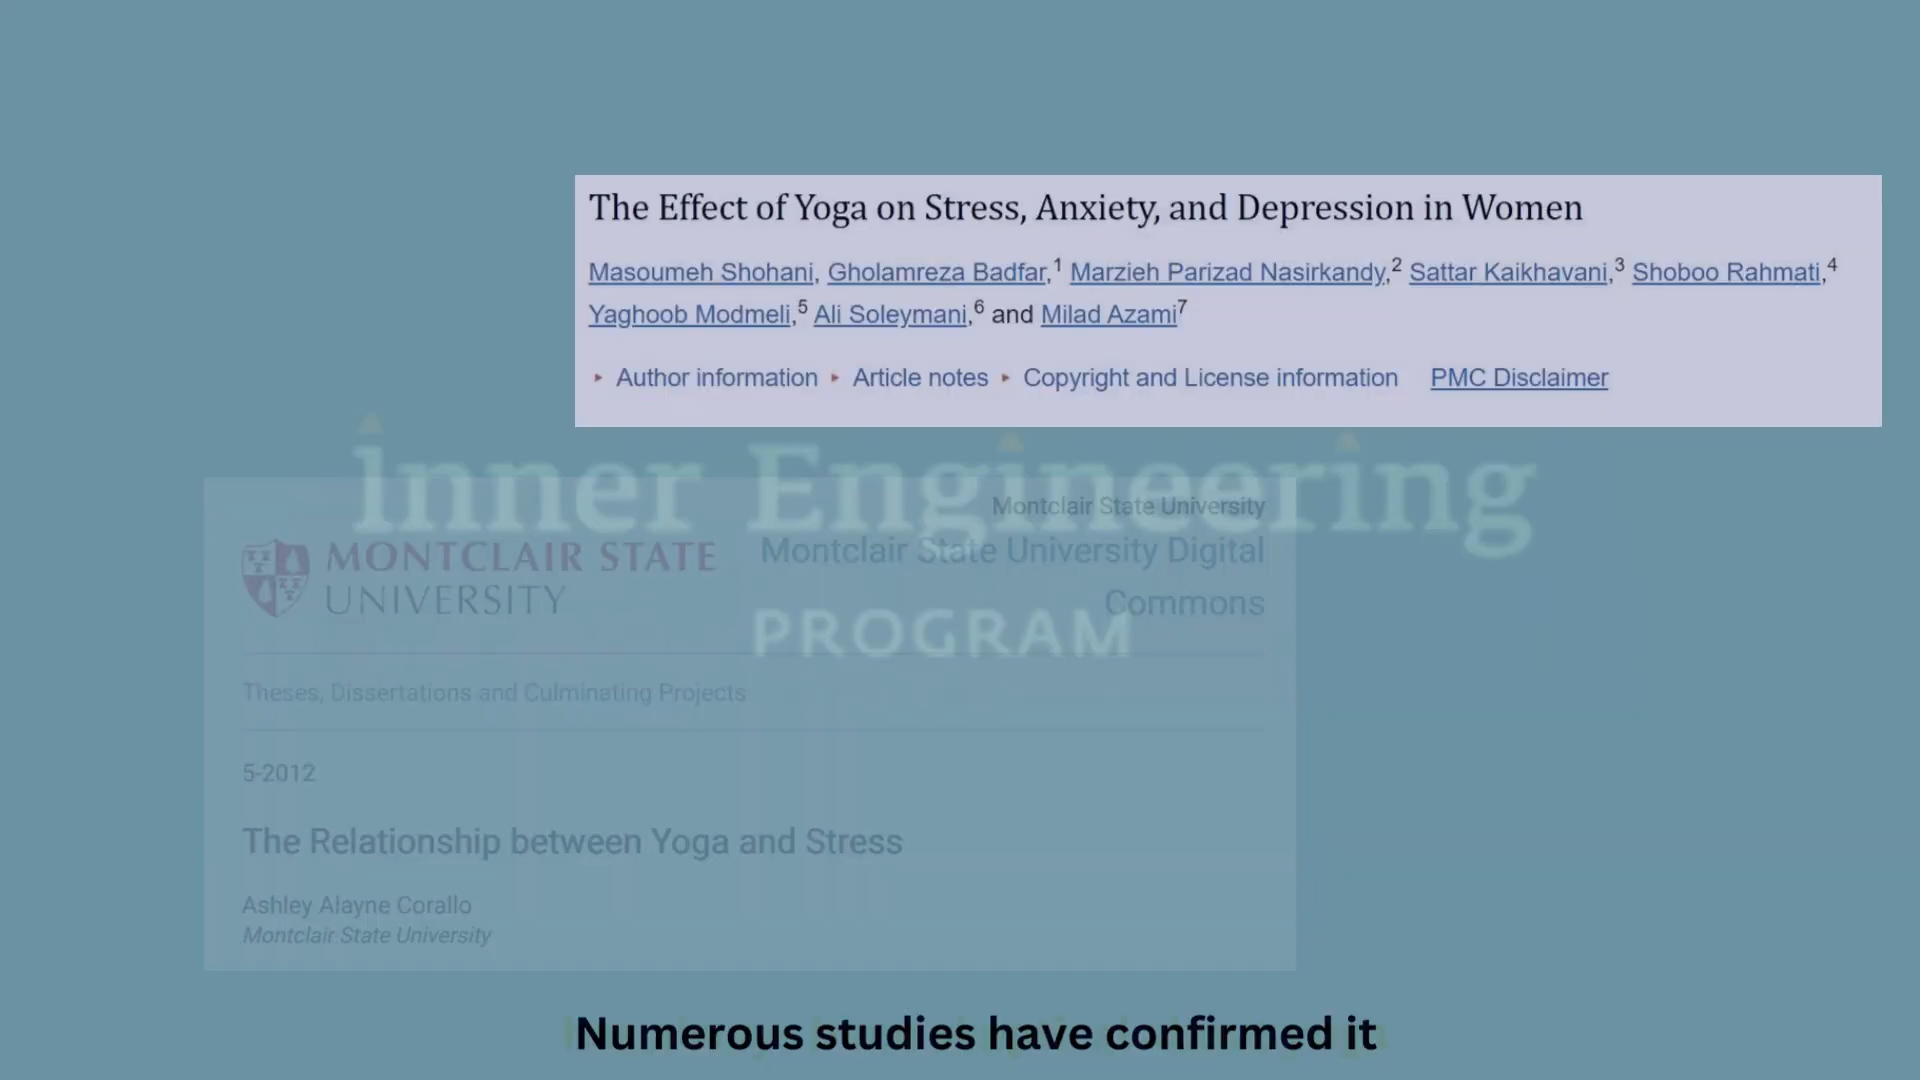 The Effect of Yoga on Stress, Anxiety, and Depression in Women
Masoumeh Shohani, Gholamreza Badfar,1 Marzieh Parizad Nasirkandy,2 Sattar Kaikhavani,3 Shoboo Rahmati,4
Yaghoob Modmeli,5 Ali Soleymani,6 and Milad Azami7
▸ Author information ▸ Article notes ▸ Copyright and License information PMC Disclaimer
inner Engineering
PROGRAM
Montclair State University
MONTCLAIR STATE
UNIVERSITY
Montclair State University Digital
Commons
Theses, Dissertations and Culminating Projects
5-2012
The Relationship between Yoga and Stress
Ashley Alayne Corallo
Montclair State University
Numerous studies have confirmed it